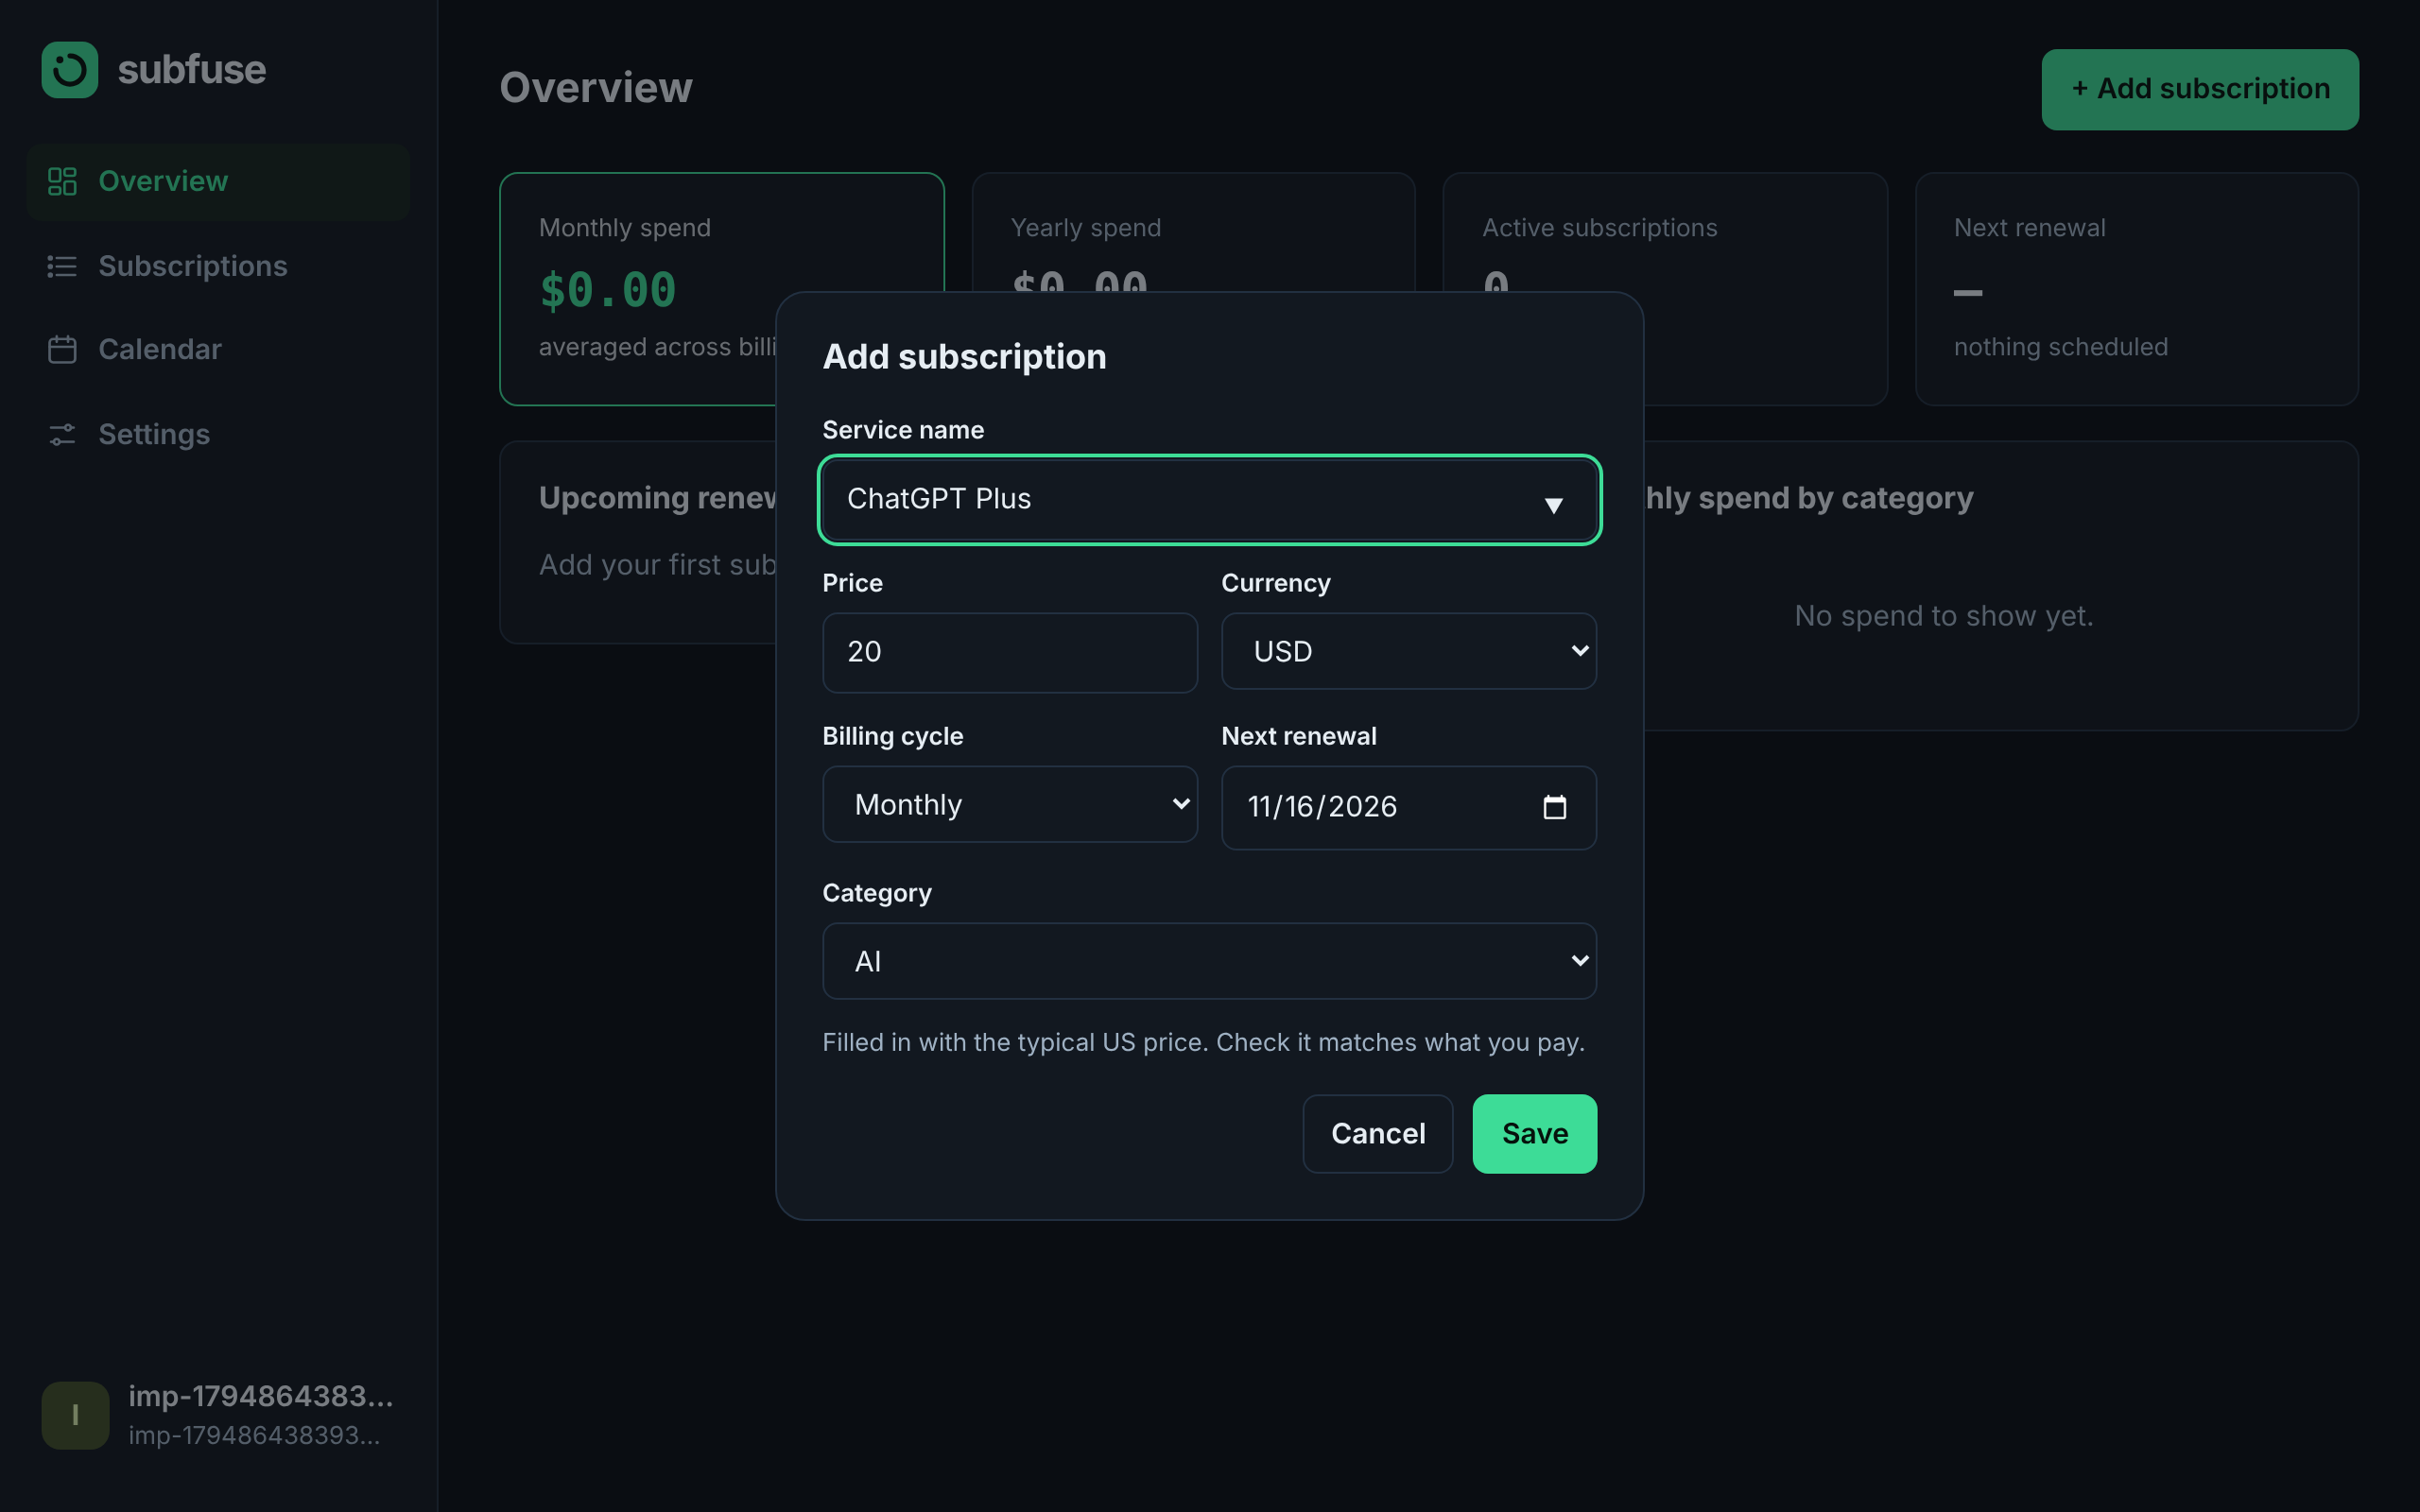 subfuse
Overview
Subscriptions
Calendar
Settings
imp-1794864383...
imp-179486438393...
Overview
+ Add subscription
Monthly spend
$0.00
averaged across billi
Yearly spend
$0.00
Active subscriptions
0
Next renewal
–
nothing scheduled
Upcoming renew
Add your first sub
hly spend by category
No spend to show yet.
Add subscription
Service name
ChatGPT Plus
Price
20
Currency
USD
Billing cycle
Monthly
Next renewal
11/16/2026
Category
AI
Filled in with the typical US price. Check it matches what you pay.
Cancel
Save